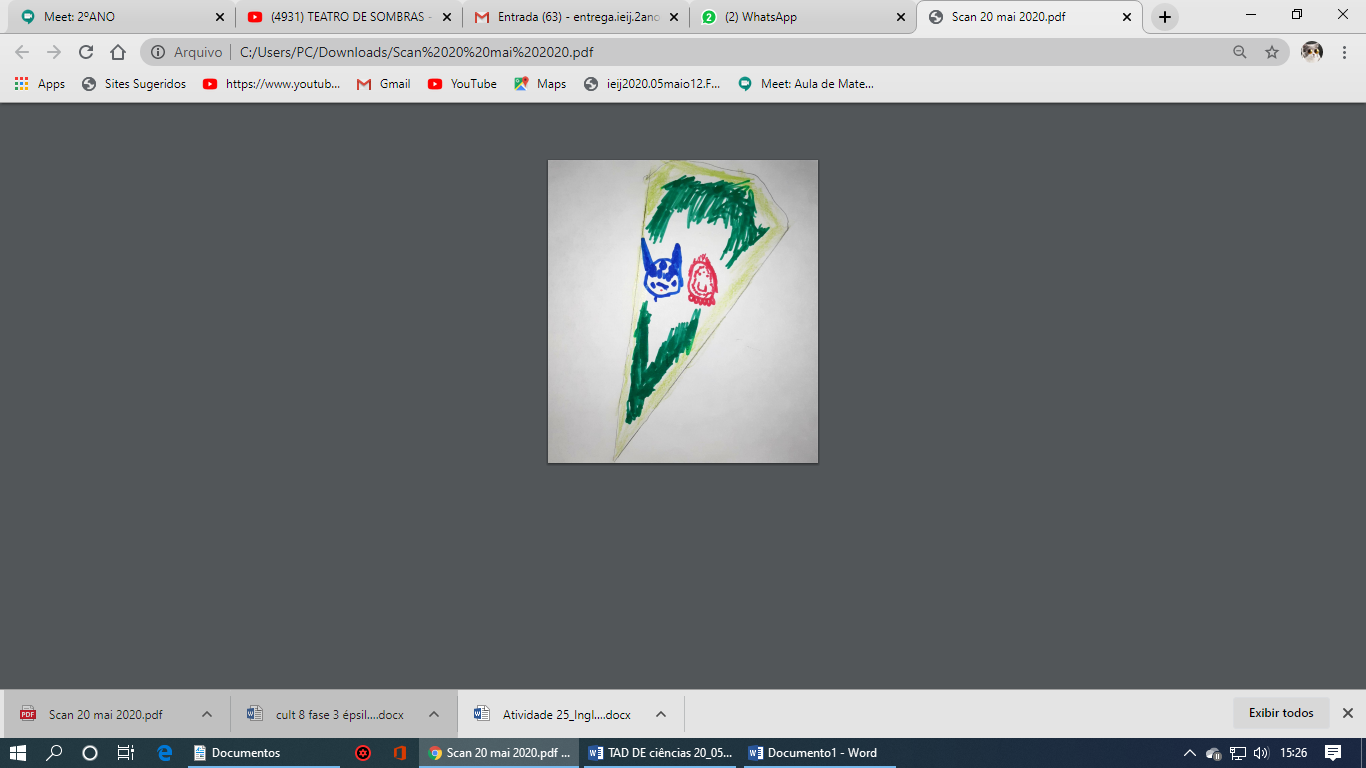 Meet: 2ºANO
(4931) TEATRO DE SOMBRAS -
Entrada (63) - entrega.ieij.2ano
(2) WhatsApp
Scan 20 mai 2020.pdf
Arquivo
C:/Users/PC/Downloads/Scan%2020%20mai%202020.pdf
Apps
Sites Sugeridos
https://www.youtub...
Gmail
YouTube
Maps
ieij2020.05maio12.F...
Meet: Aula de Mate...
Scan 20 mai 2020.pdf
cult 8 fase 3 épsil....docx
Atividade 25_Ingl....docx
Exibir todos
Documentos
Scan 20 mai 2020.pdf ...
TAD DE ciências 20_05...
Documento1 - Word
15:26